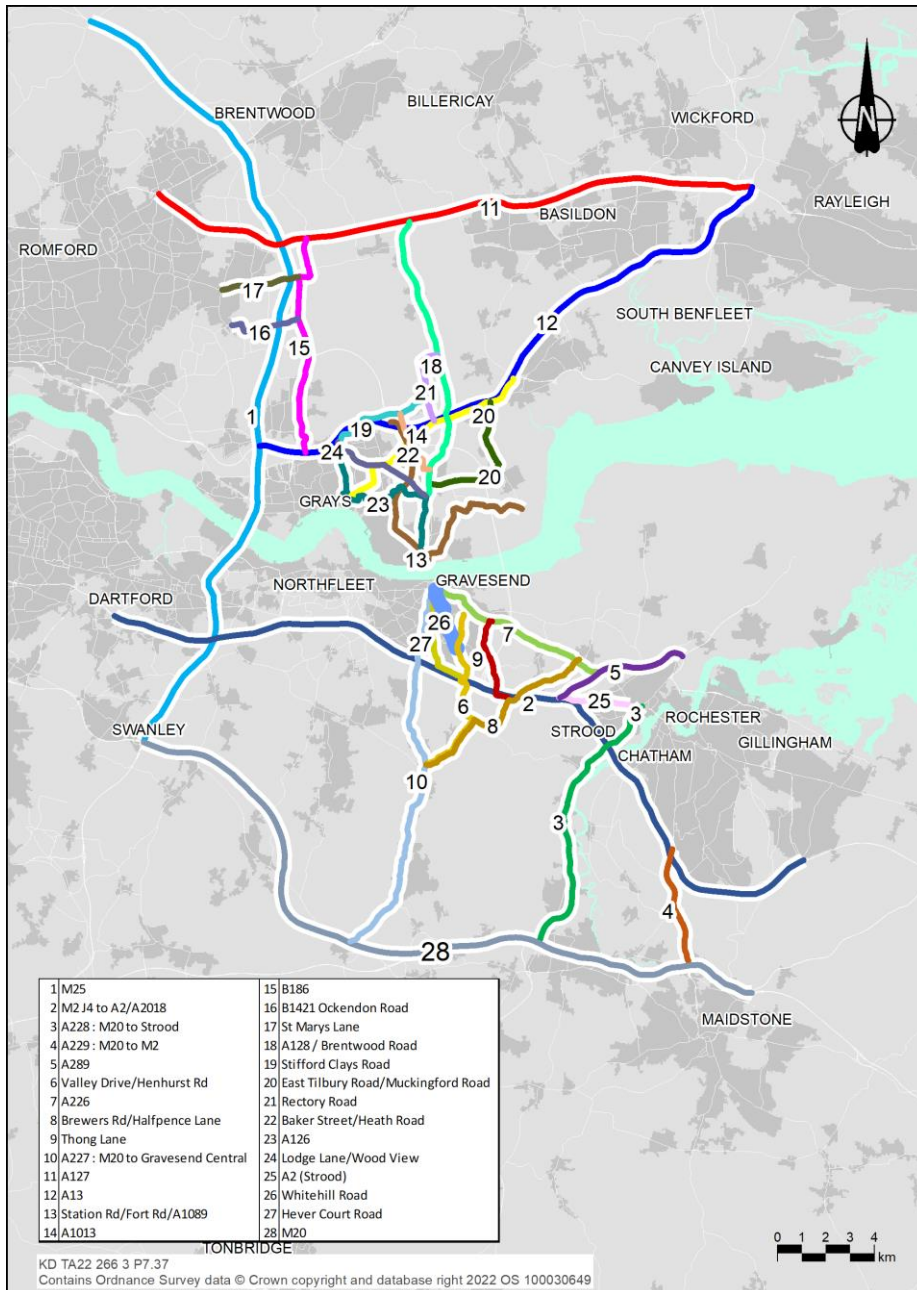 BRENTWOOD
BILLERICAY
WICKFORD
N
RAYLEIGH
11
BASILDON
ROMFORD
17
SOUTH BENFLEET
12
16
15
CANVEY ISLAND
18
21
1
20
14
19
24
22
20
GRAYS
23
13
NORTHFLEET
GRAVESEND
DARTFORD
26
7
27
9
5
25
2
6
3
ROCHESTER
SWANLEY
8
STROOD
GILLINGHAM
CHATHAM
10
3
4
28
MAIDSTONE
1 M25
2 M2 J4 to A2/A2018
3 A228 : M20 to Strood
4 A229 : M20 to M2
5 A289
6 Valley Drive/Henhurst Rd
7 A226
8 Brewers Rd/Halfpence Lane
9 Thong Lane
10 A227 : M20 to Gravesend Central
11 A127
12 A13
13 Station Rd/Fort Rd/A1089
14 A1013
15 B186
16 B1421 Ockendon Road
17 St Marys Lane
18 A128 / Brentwood Road
19 Stifford Clays Road
20 East Tilbury Road/Muckingford Road
21 Rectory Road
22 Baker Street/Heath Road
23 A126
24 Lodge Lane/Wood View
25 A2 (Strood)
26 Whitehill Road
27 Hever Court Road
28 M20
TONBRIDGE
0 1 2 3 4
km
KD TA22 266 3 P7.37
Contains Ordnance Survey data © Crown copyright and database right 2022 OS 100030649